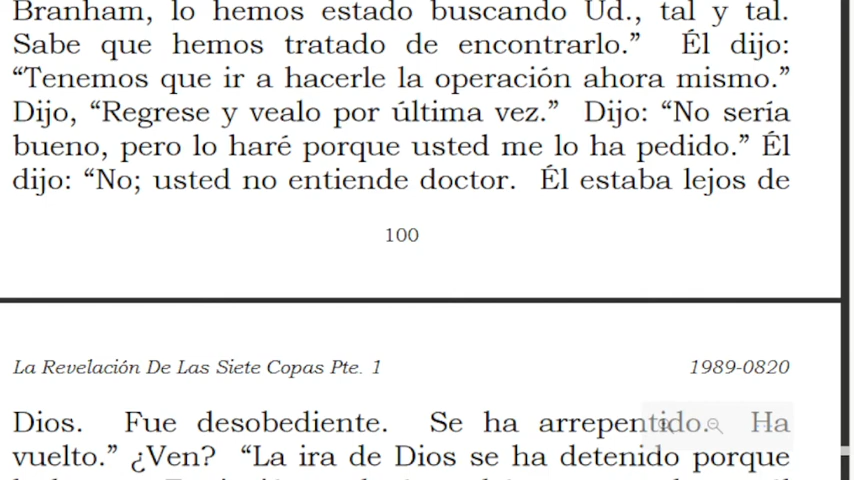 Branham, lo hemos estado buscando Ud., tal y tal.
Sabe que hemos tratado de encontrarlo.” Él dijo:
“Tenemos que ir a hacerle la operación ahora mismo.”
Dijo, “Regrese y vealo por última vez.” Dijo: “No sería
bueno, pero lo haré porque usted me lo ha pedido.” Él
dijo: “No; usted no entiende doctor. Él estaba lejos de
100
La Revelación De Las Siete Copas Pte. 1 1989-0820
Dios. Fue desobediente. Se ha arrepentido. Ha
vuelto.” ¿Ven? “La ira de Dios se ha detenido porque